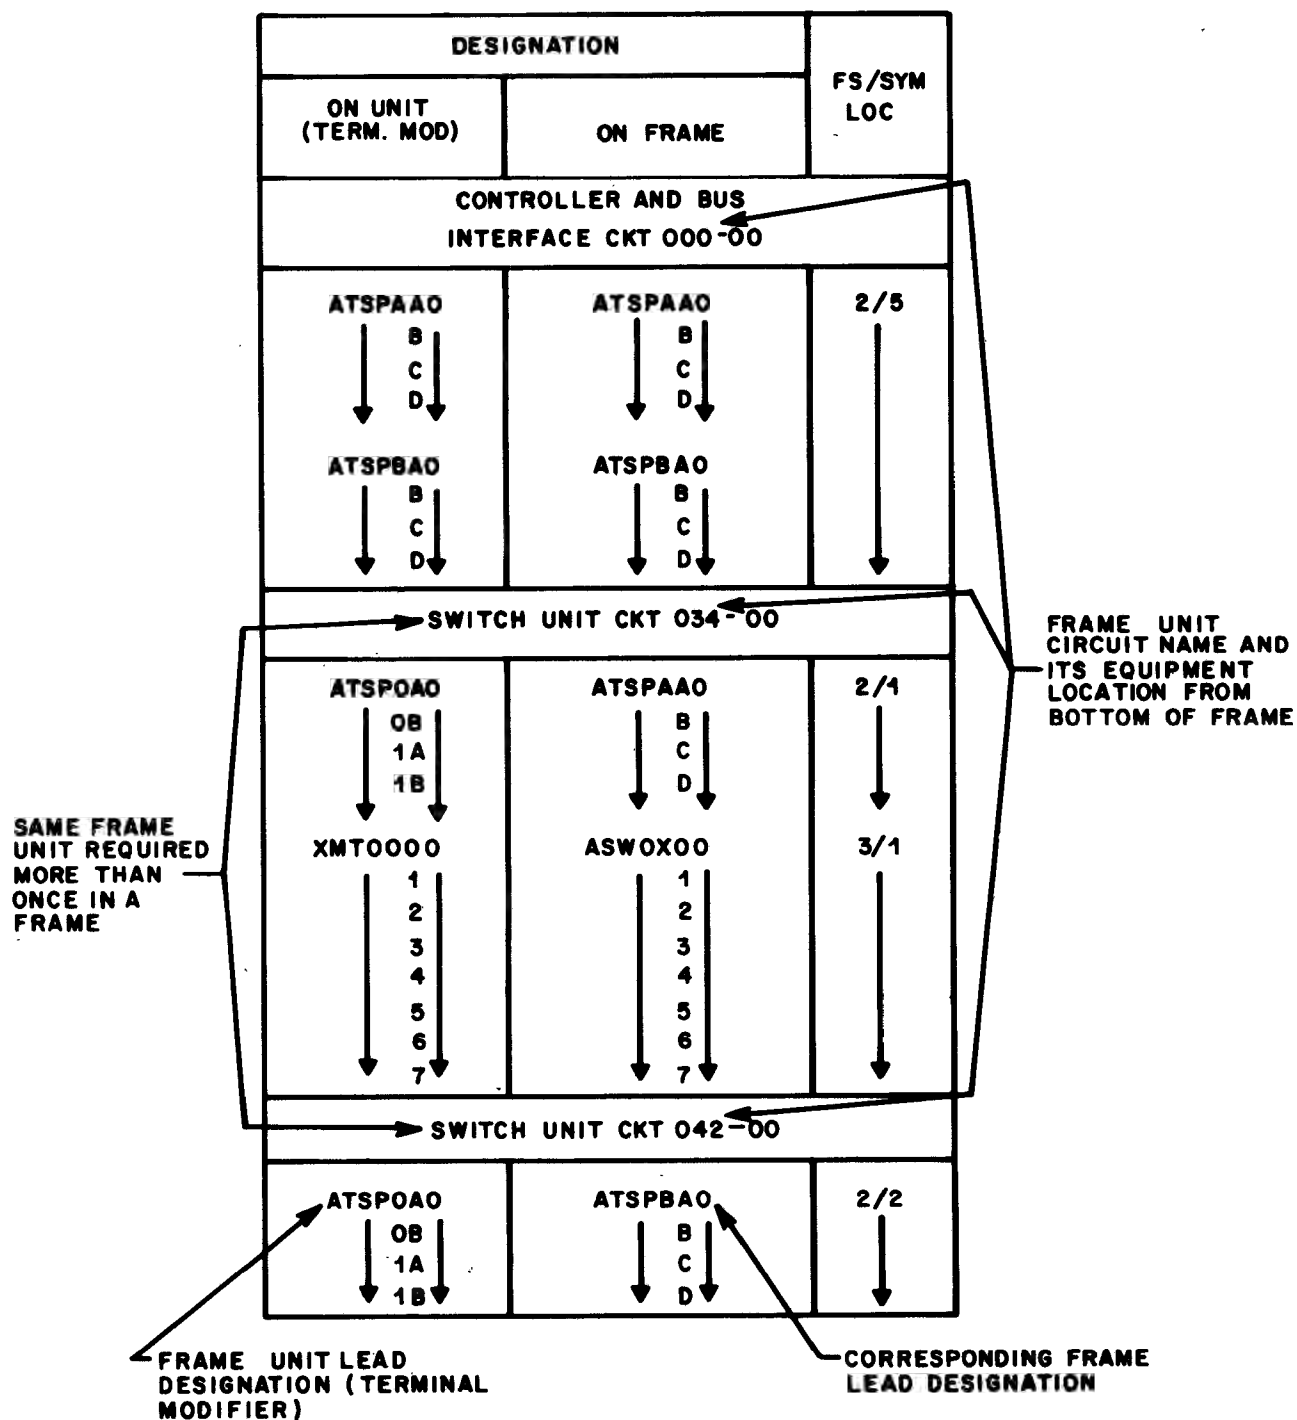 DESIGNATION
FS/SYM
LOC
ON UNIT
(TERM. MOD)
ON FRAME
CONTROLLER AND BUS
INTERFACE CKT 000-00
ATSPAA0 ATSPAA0 2/5
B B
C C
D D
ATSPBA0 ATSPBA0
B B
C C
D D
SWITCH UNIT CKT 034-00
FRAME UNIT
CIRCUIT NAME AND
ITS EQUIPMENT
LOCATION FROM
BOTTOM OF FRAME
ATSP0A0 ATSPAA0 2/1
0B B
1A C
1B D
SAME FRAME
UNIT REQUIRED
MORE THAN
ONCE IN A
FRAME
XMT0000 ASW0X00 3/1
1 1
2 2
3 3
4 4
5 5
6 6
7 7
SWITCH UNIT CKT 042-00
ATSP0A0 ATSPBA0 2/2
0B B
1A C
1B D
FRAME UNIT LEAD
DESIGNATION (TERMINAL
MODIFIER)
CORRESPONDING FRAME
LEAD DESIGNATION